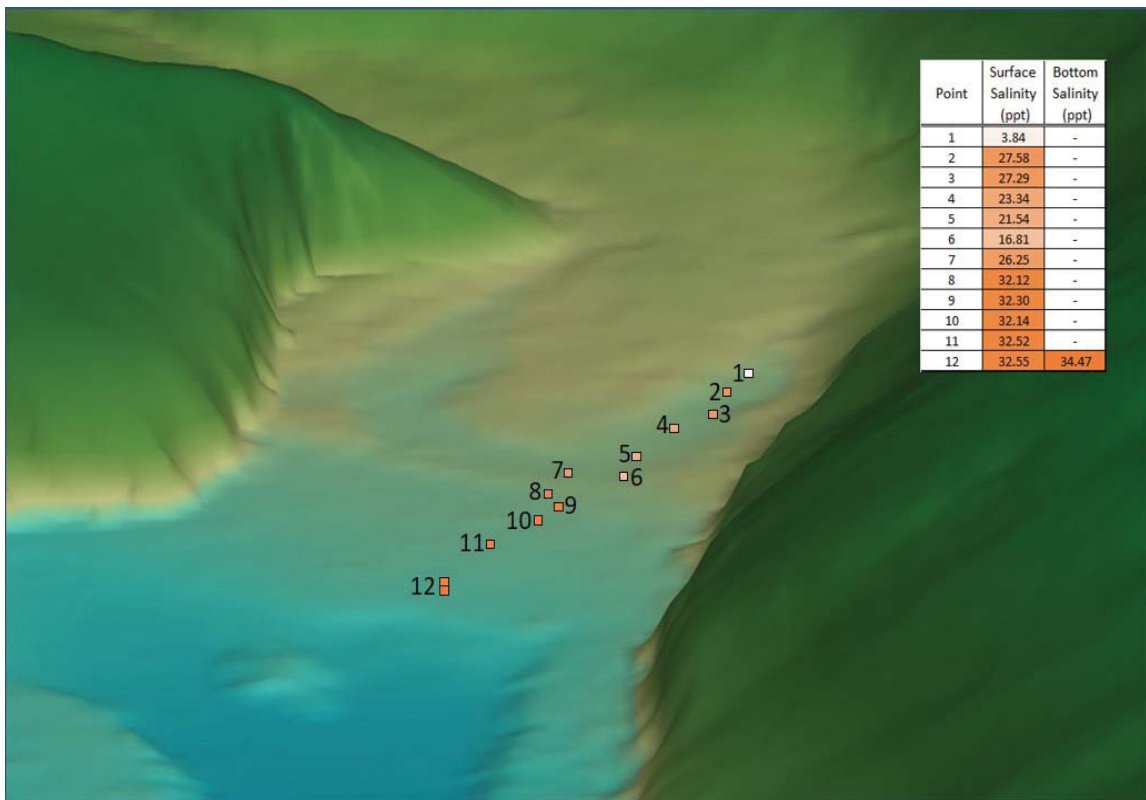 Point Surface Salinity (ppt) Bottom Salinity (ppt)
1 3.84 -
2 27.58 -
3 27.29 -
4 23.34 -
5 21.54 -
6 16.81 -
7 26.25 -
8 32.12 -
9 32.30 -
10 32.14 -
11 32.52 -
12 32.55 34.47
1
2
3
4
5
6
7
8
9
10
11
12